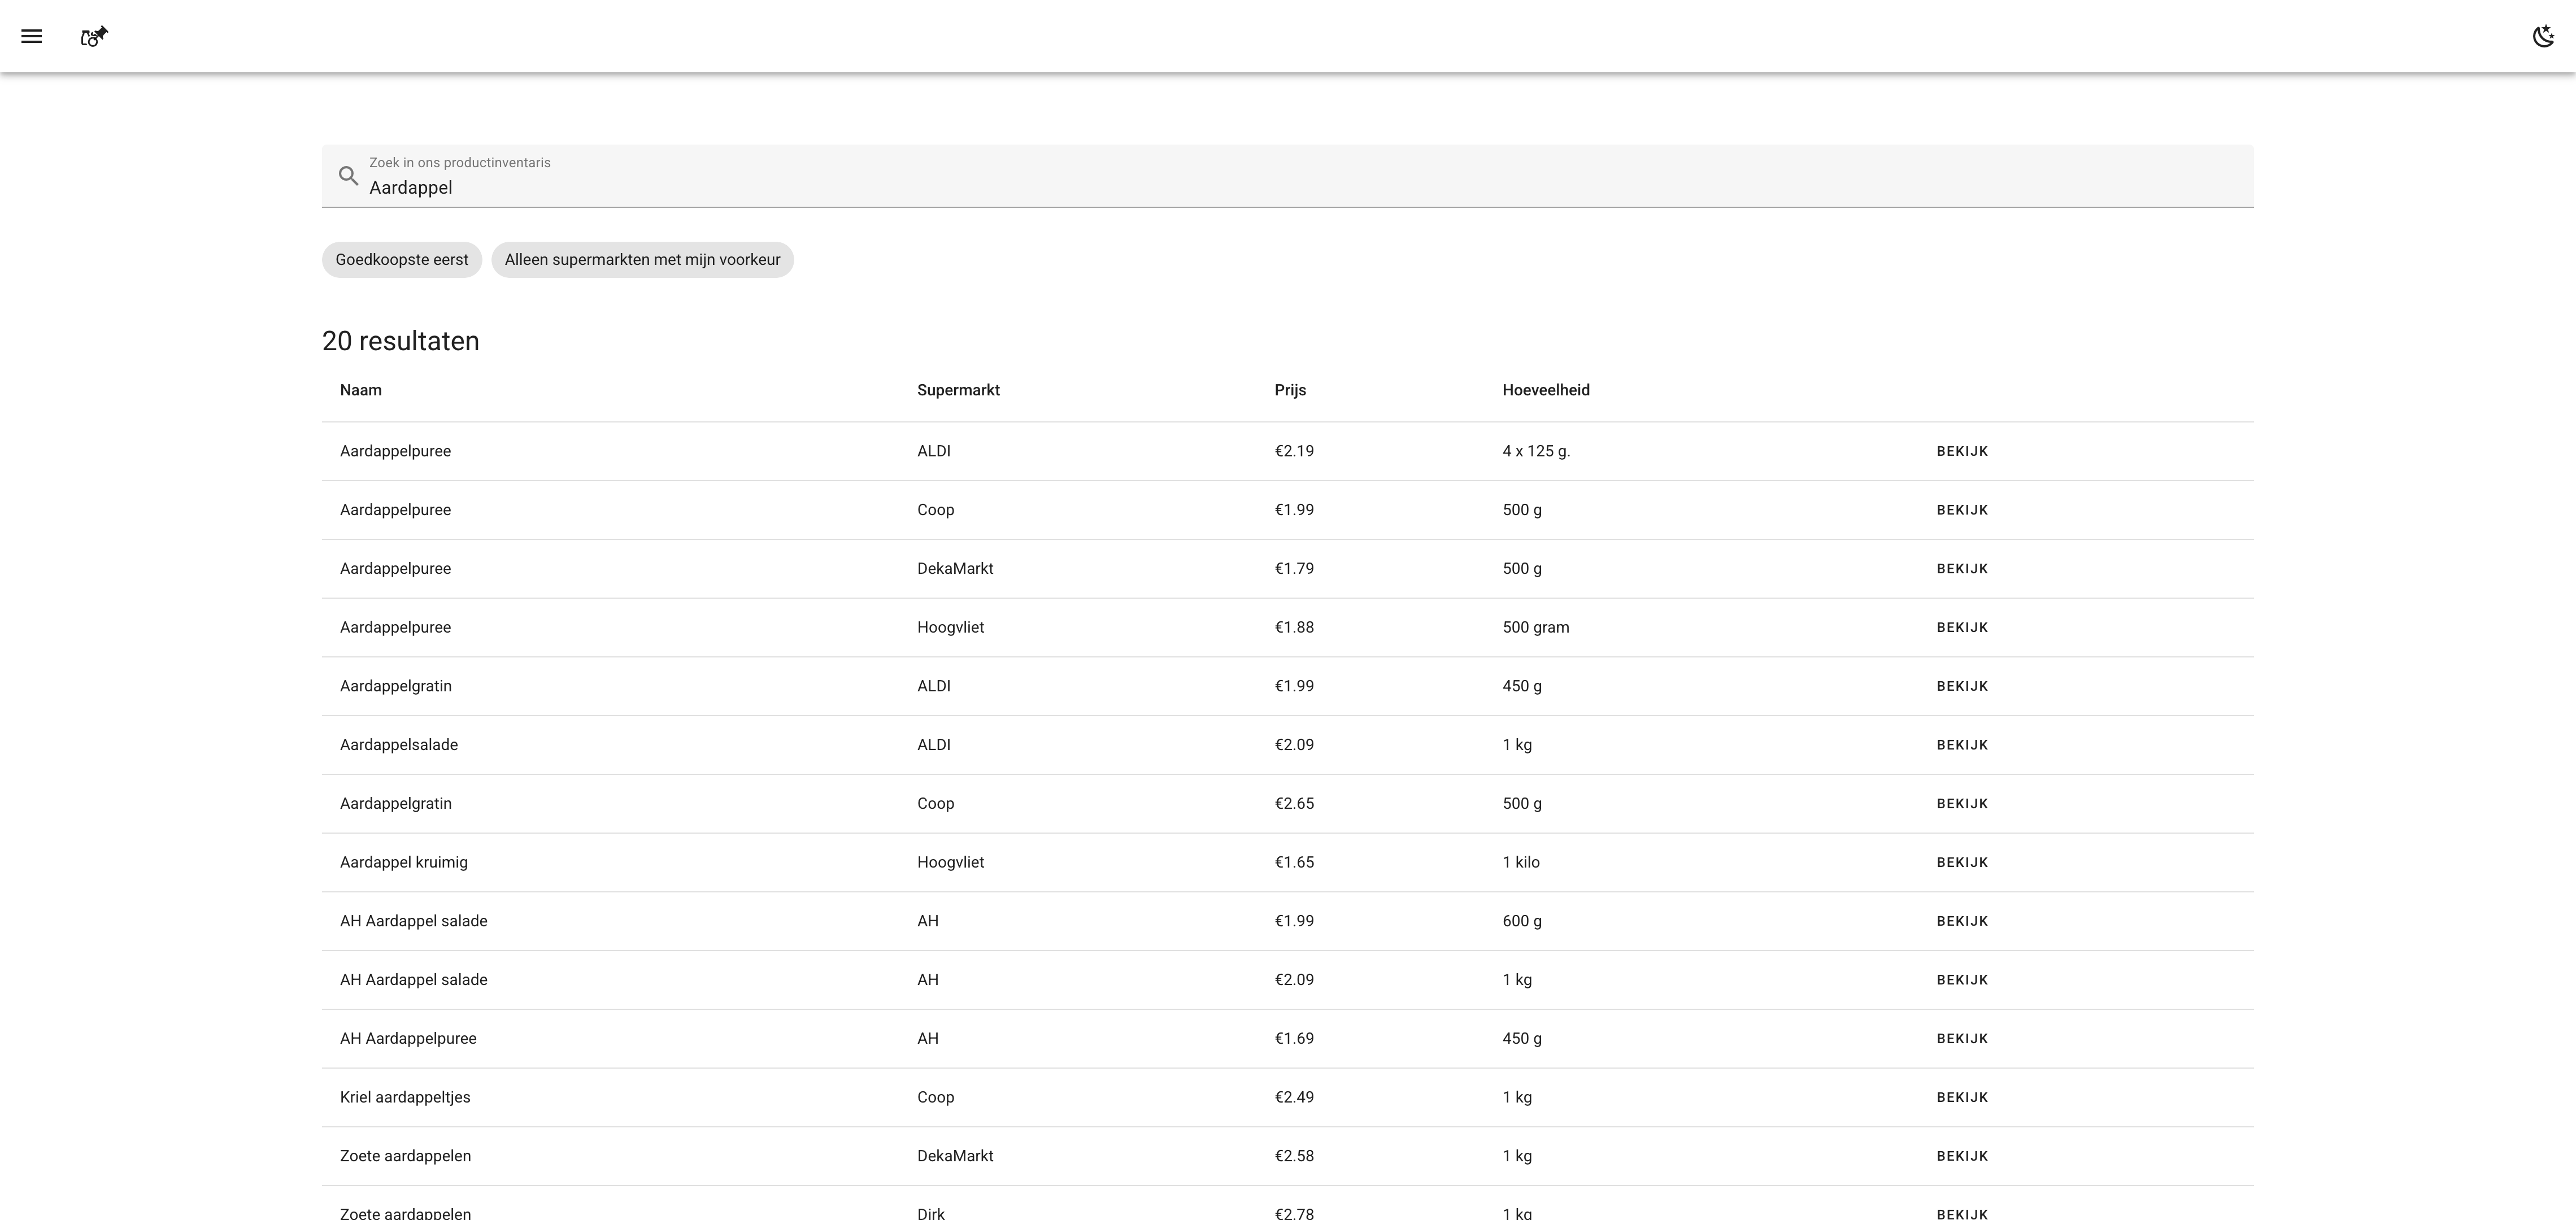 Zoek in ons productinventaris
Aardappel
Goedkoopste eerst Alleen supermarkten met mijn voorkeur
20 resultaten
Naam Supermarkt Prijs Hoeveelheid
Aardappelpuree ALDI €2.19 4 x 125 g. BEKIJK
Aardappelpuree Coop €1.99 500 g BEKIJK
Aardappelpuree DekaMarkt €1.79 500 g BEKIJK
Aardappelpuree Hoogvliet €1.88 500 gram BEKIJK
Aardappelgratin ALDI €1.99 450 g BEKIJK
Aardappelsalade ALDI €2.09 1 kg BEKIJK
Aardappelgratin Coop €2.65 500 g BEKIJK
Aardappel kruimig Hoogvliet €1.65 1 kilo BEKIJK
AH Aardappel salade AH €1.99 600 g BEKIJK
AH Aardappel salade AH €2.09 1 kg BEKIJK
AH Aardappelpuree AH €1.69 450 g BEKIJK
Kriel aardappeltjes Coop €2.49 1 kg BEKIJK
Zoete aardappelen DekaMarkt €2.58 1 kg BEKIJK
Zoete aardappelen Dirk €2.78 1 kg BEKIJK